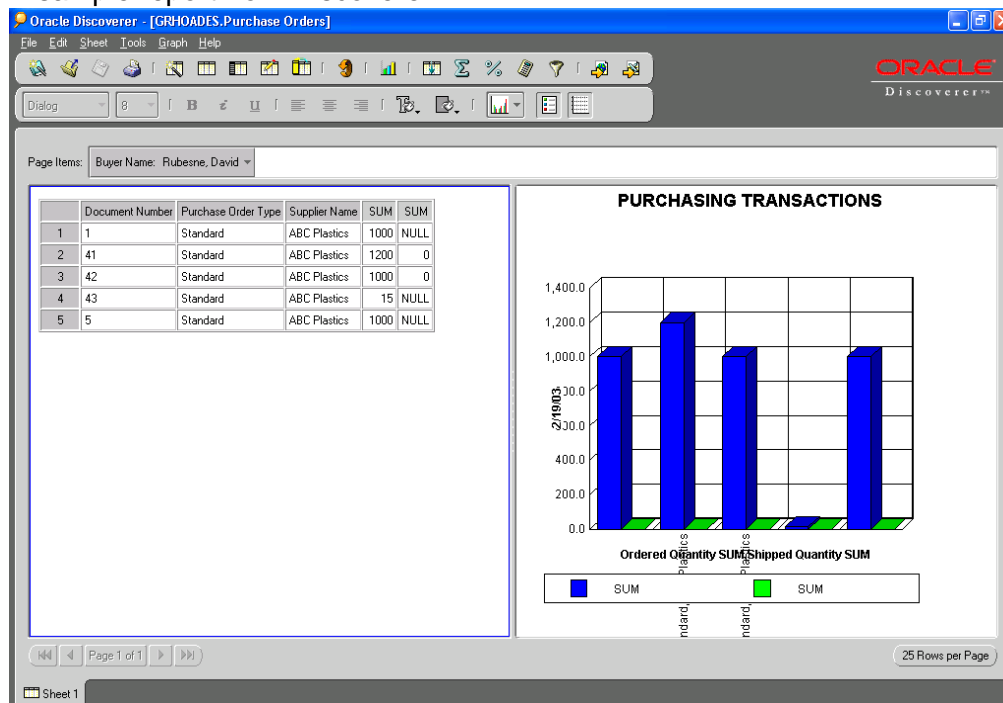 Oracle Discoverer - [GRHOADES.Purchase Orders]
File Edit Sheet Tools Graph Help
ORACLE
Discoverer™
Dialog 8 B i U
Page Items: Buyer Name: Rubesne, David
Document Number Purchase Order Type Supplier Name SUM SUM
1 1 Standard ABC Plastics 1000 NULL
2 41 Standard ABC Plastics 1200 0
3 42 Standard ABC Plastics 1000 0
4 43 Standard ABC Plastics 15 NULL
5 5 Standard ABC Plastics 1000 NULL
PURCHASING TRANSACTIONS
1,400.0
1,200.0
1,000.0
2/19/03
400.0
200.0
0.0
Ordered Quantity SUM,Shipped Quantity SUM
SUM SUM
Page 1 of 1
25 Rows per Page
Sheet 1